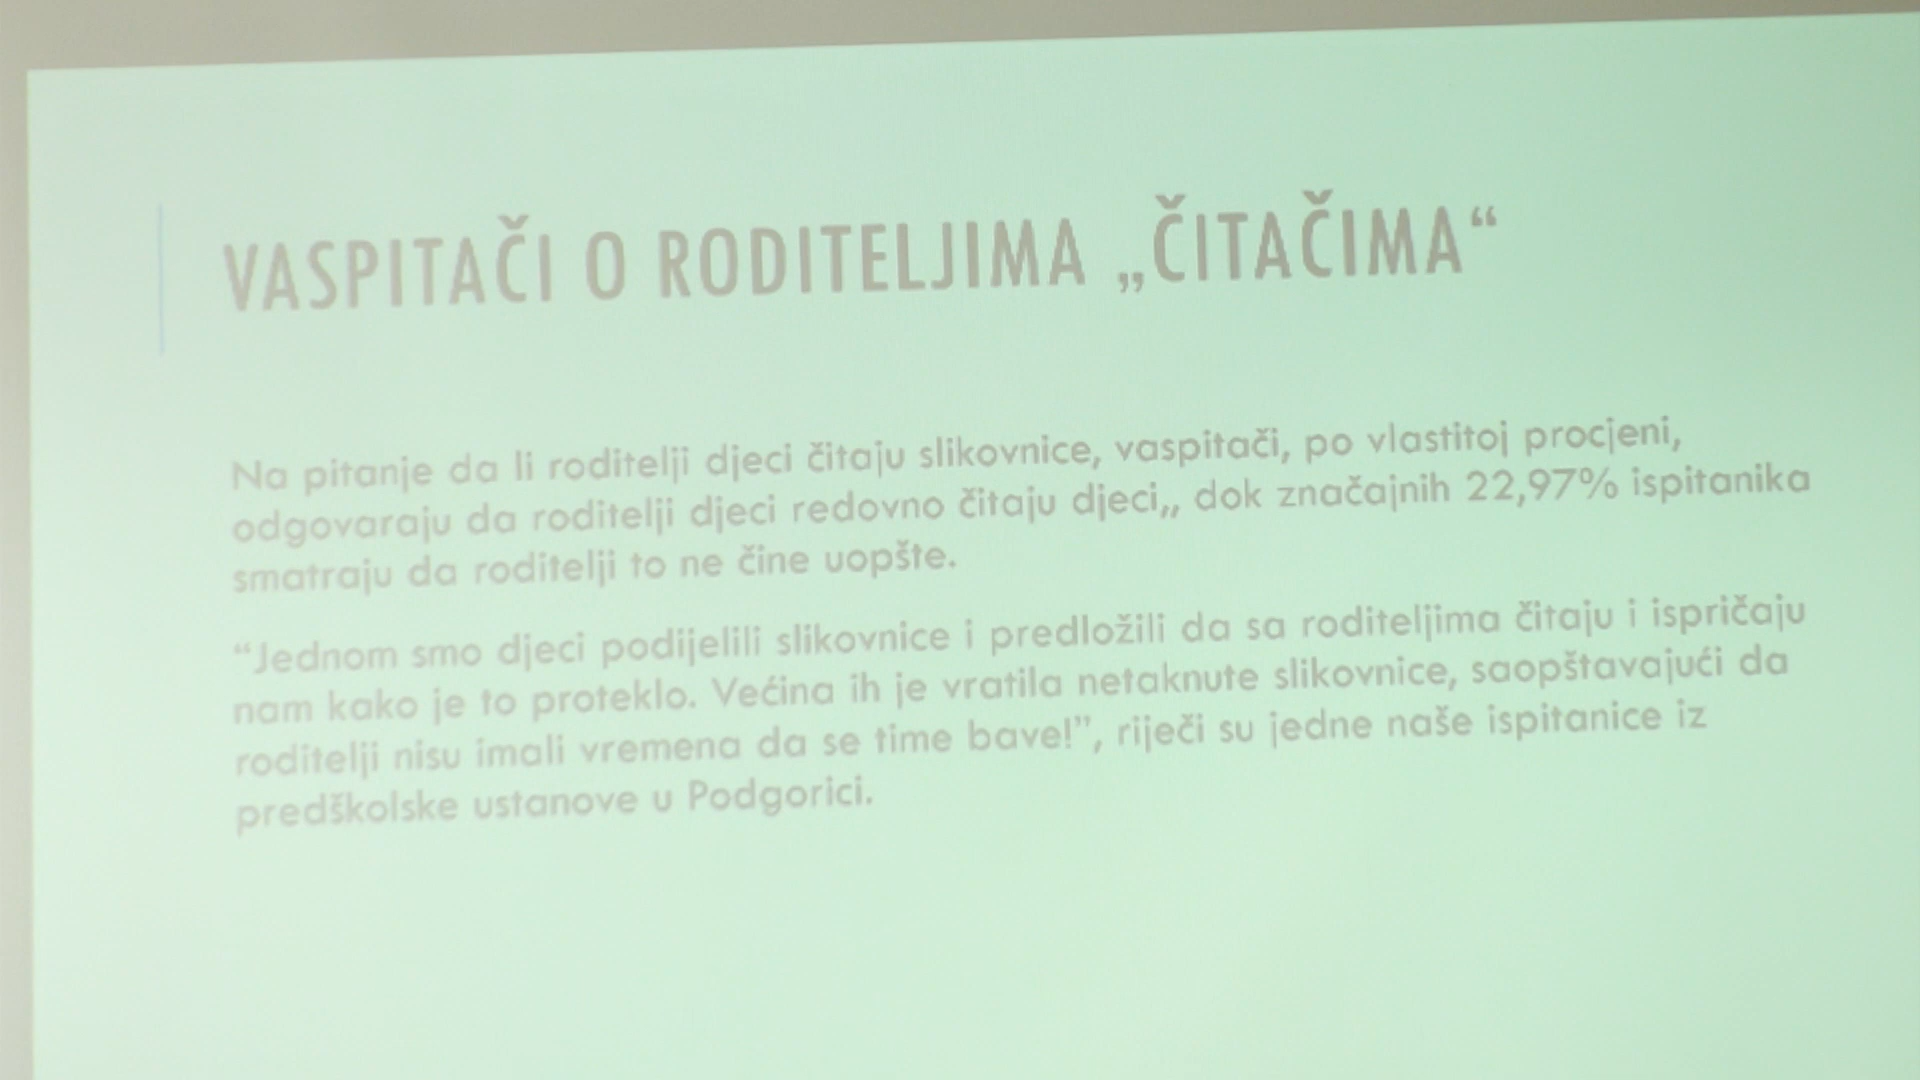 VASPITAČI O RODITELJIMA „ČITAČIMA“
Na pitanje da li roditelji djeci čitaju slikovnice, vaspitači, po vlastitoj procjeni,
odgovaraju da roditelji djeci redovno čitaju djeci,, dok značajnih 22,97% ispitanika
smatraju da roditelji to ne čine uopšte.
“Jednom smo djeci podijelili slikovnice i predložili da sa roditeljima čitaju i ispričaju
nam kako je to proteklo. Većina ih je vratila netaknute slikovnice, saopštavajući da
roditelji nisu imali vremena da se time bave!”, riječi su jedne naše ispitanice iz
predškolske ustanove u Podgorici.